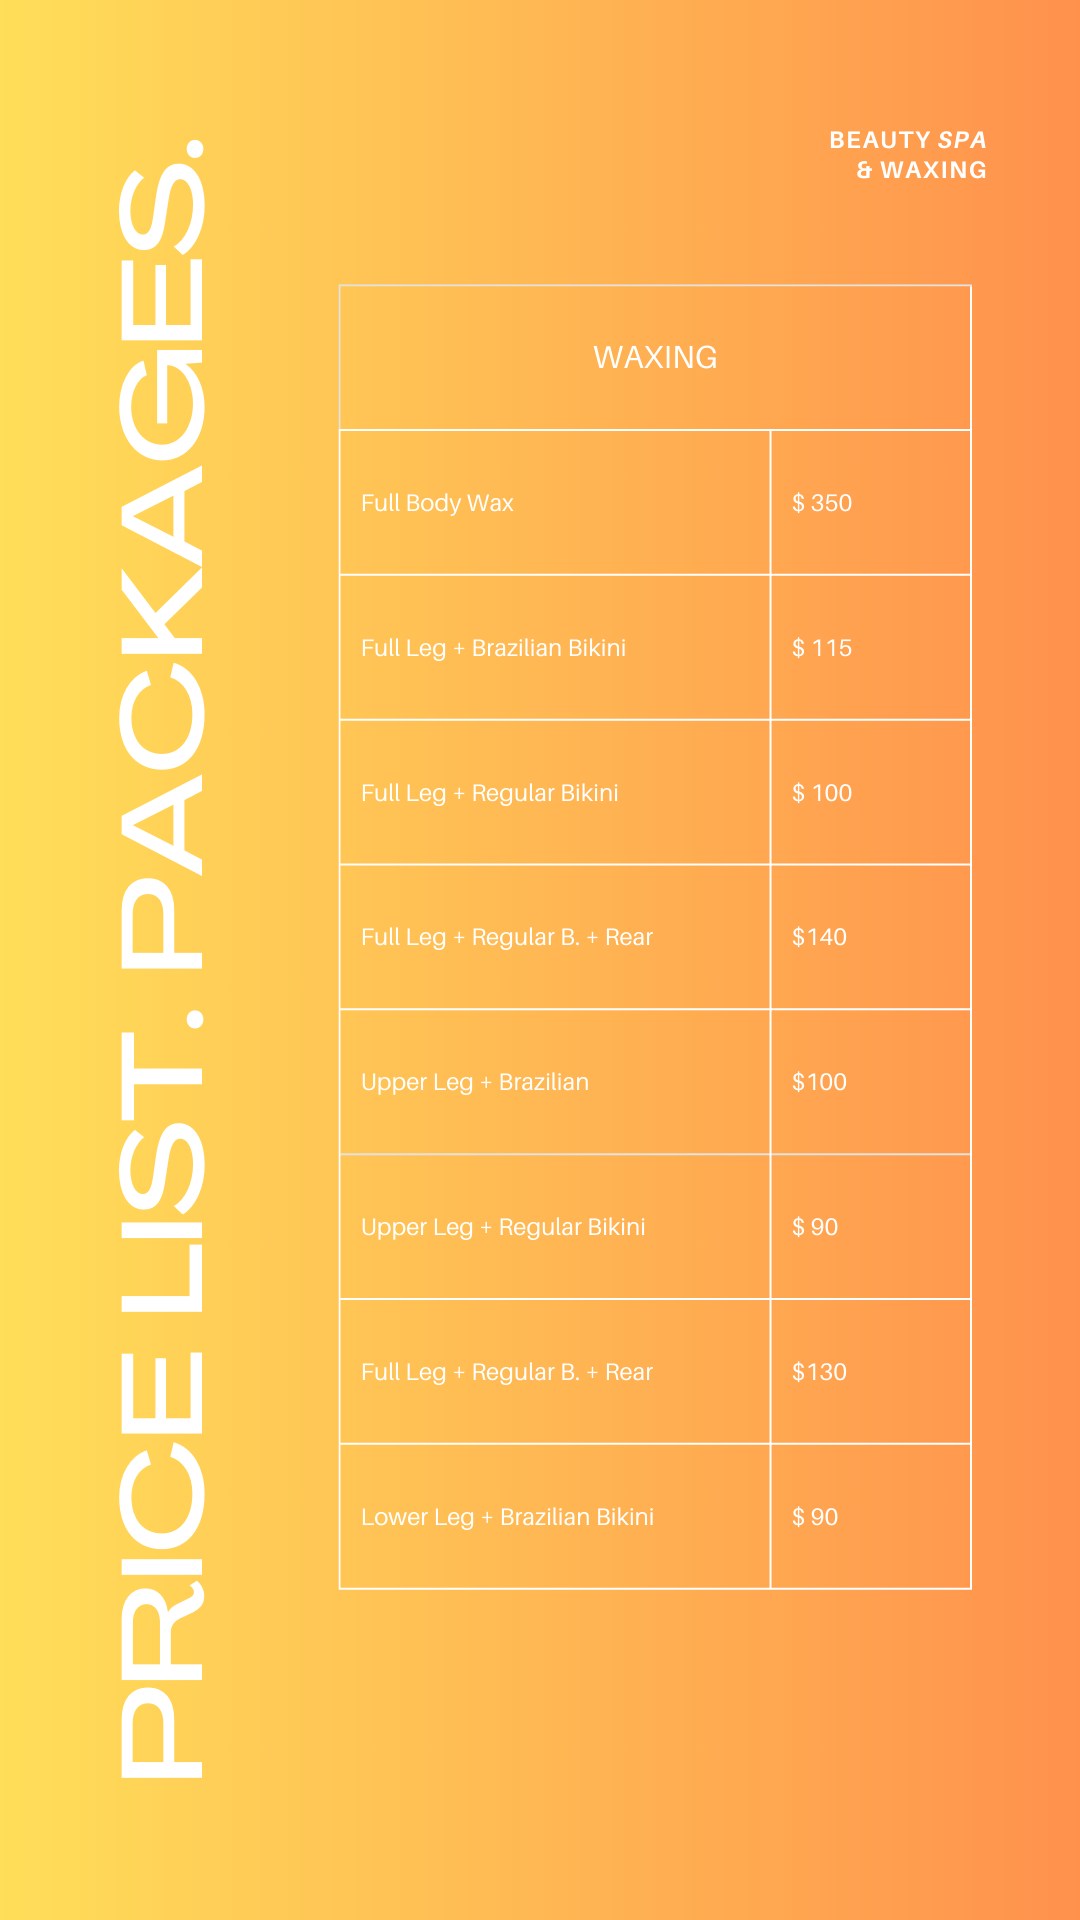 PRICE LIST. PACKAGES.
BEAUTY SPA
& WAXING
WAXING
Full Body Wax $ 350
Full Leg + Brazilian Bikini $ 115
Full Leg + Regular Bikini $ 100
Full Leg + Regular B. + Rear $140
Upper Leg + Brazilian $100
Upper Leg + Regular Bikini $ 90
Full Leg + Regular B. + Rear $130
Lower Leg + Brazilian Bikini $ 90